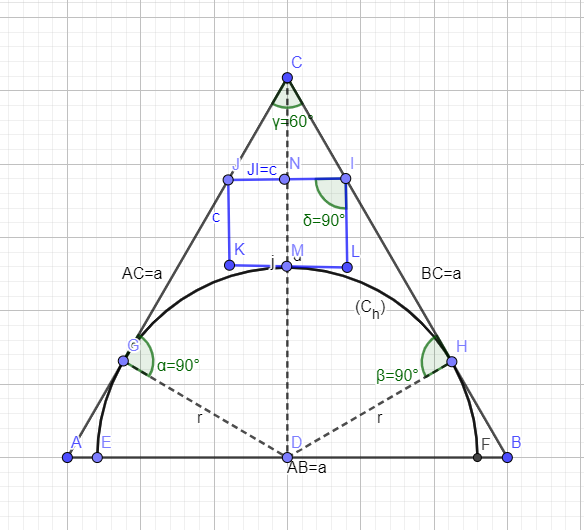 C
γ=60°
J
JI=c
N
I
δ=90°
c
K
j
M
L
AC=a
BC=a
(C_h)
G
α=90°
β=90°
H
r
r
A
E
D
F
B
AB=a